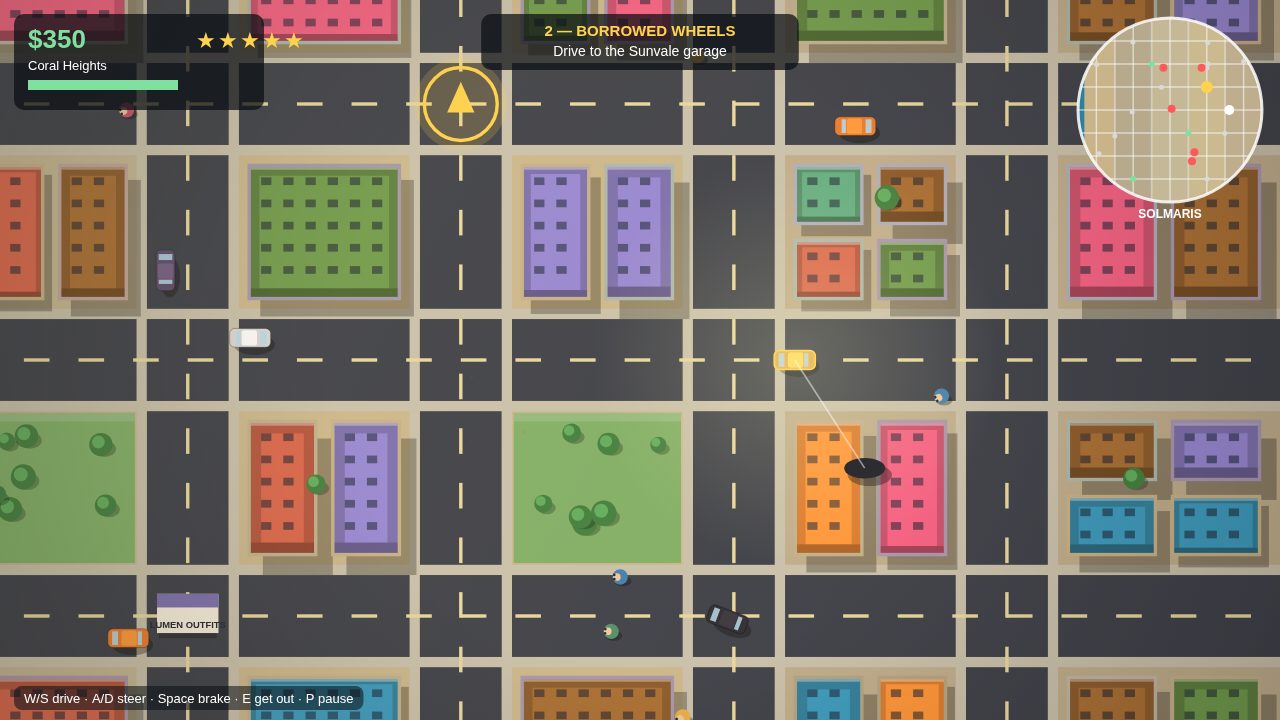 $350
★★★★★
Coral Heights
2 — BORROWED WHEELS
Drive to the Sunvale garage
SOLMARIS
LUMEN OUTFITS
W/S drive · A/D steer · Space brake · E get out · P pause